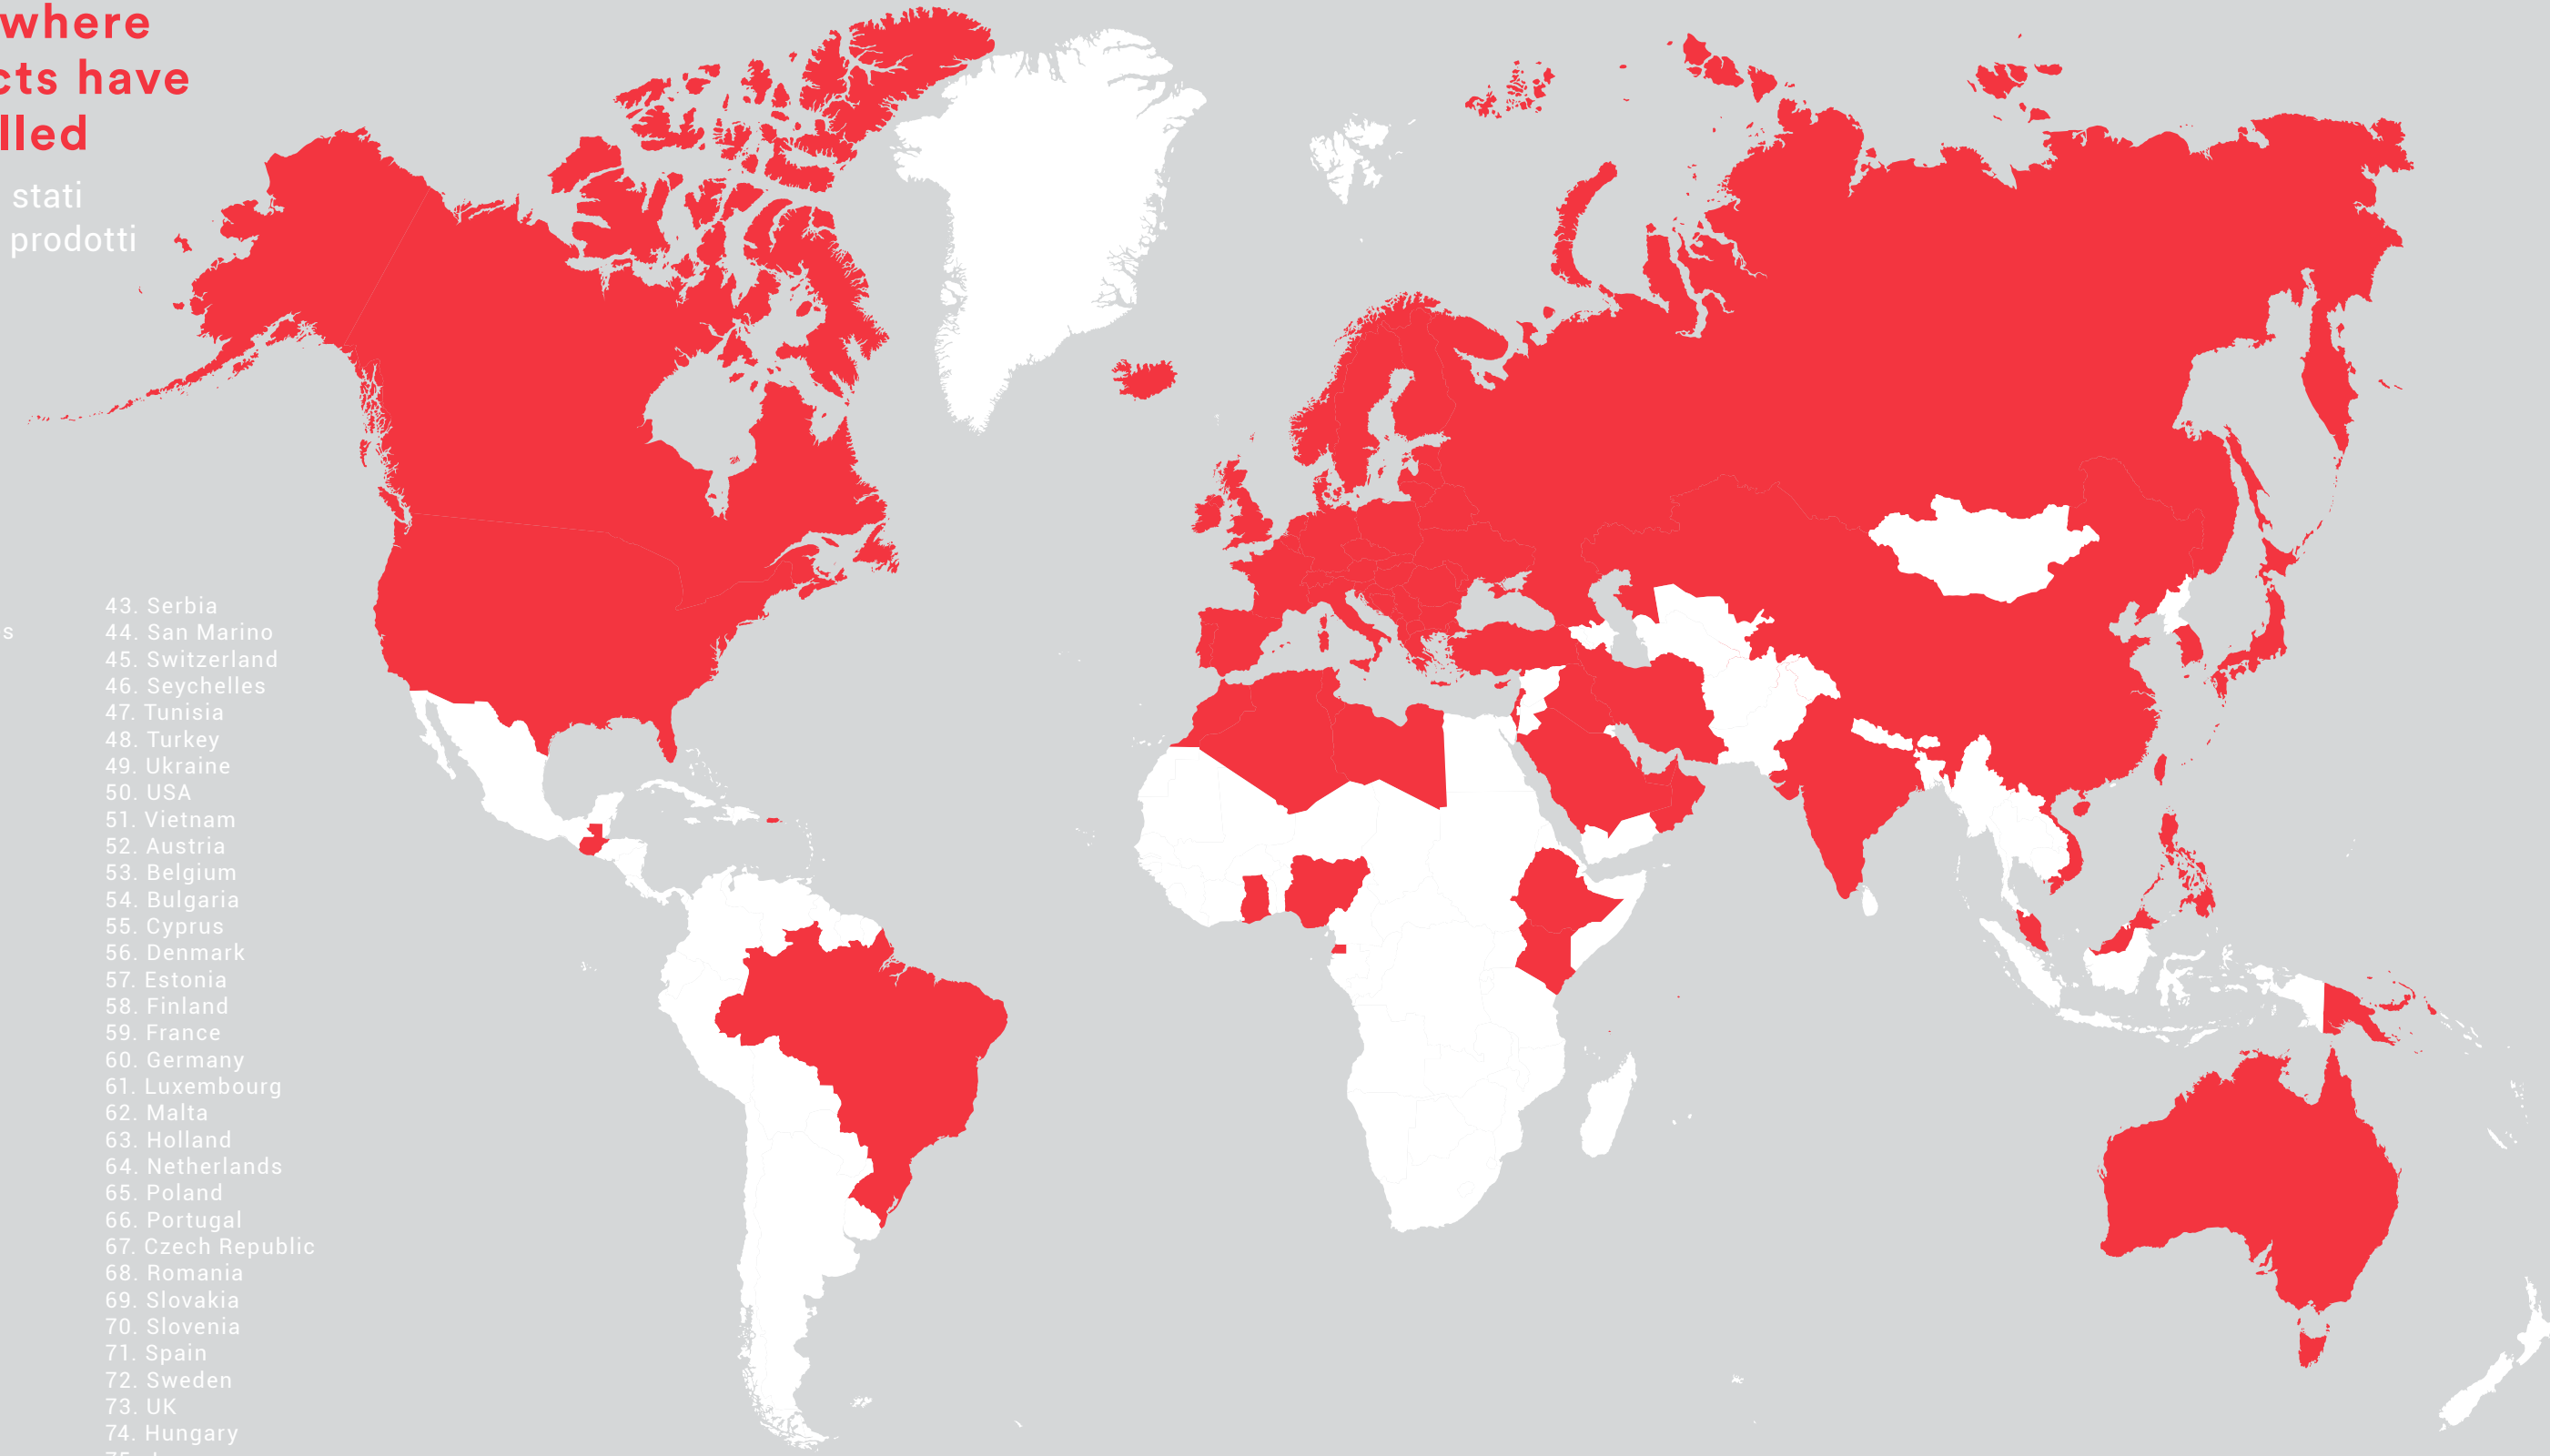 where
cts have
lled
stati
prodotti
s
43. Serbia
44. San Marino
45. Switzerland
46. Seychelles
47. Tunisia
48. Turkey
49. Ukraine
50. USA
51. Vietnam
52. Austria
53. Belgium
54. Bulgaria
55. Cyprus
56. Denmark
57. Estonia
58. Finland
59. France
60. Germany
61. Luxembourg
62. Malta
63. Holland
64. Netherlands
65. Poland
66. Portugal
67. Czech Republic
68. Romania
69. Slovakia
70. Slovenia
71. Spain
72. Sweden
73. UK
74. Hungary